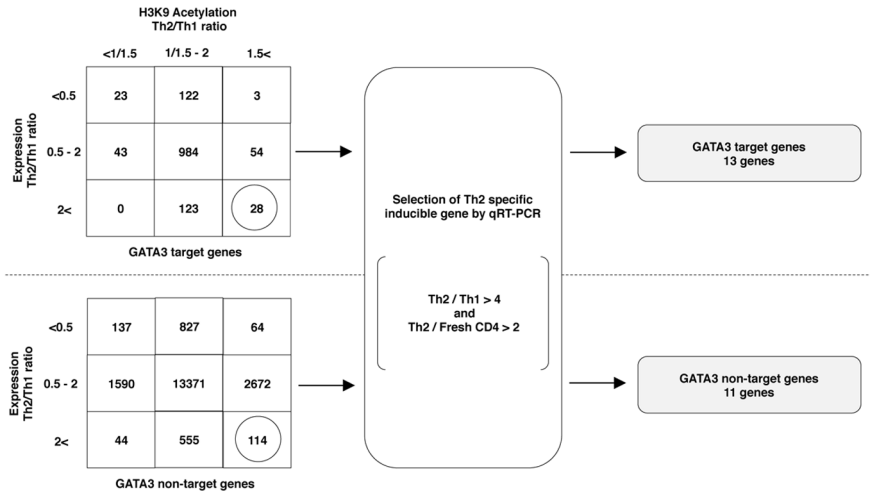 H3K9 Acetylation
Th2/Th1 ratio
<1/1.5 1/1.5 - 2 1.5<
Expression
Th2/Th1 ratio
<0.5 23 122 3
0.5 - 2 43 984 54
2< 0 123 28
GATA3 target genes
Selection of Th2 specific
inducible gene by qRT-PCR
Th2 / Th1 > 4
and
Th2 / Fresh CD4 > 2
GATA3 target genes
13 genes
Expression
Th2/Th1 ratio
<0.5 137 827 64
0.5 - 2 1590 13371 2672
2< 44 555 114
GATA3 non-target genes
GATA3 non-target genes
11 genes